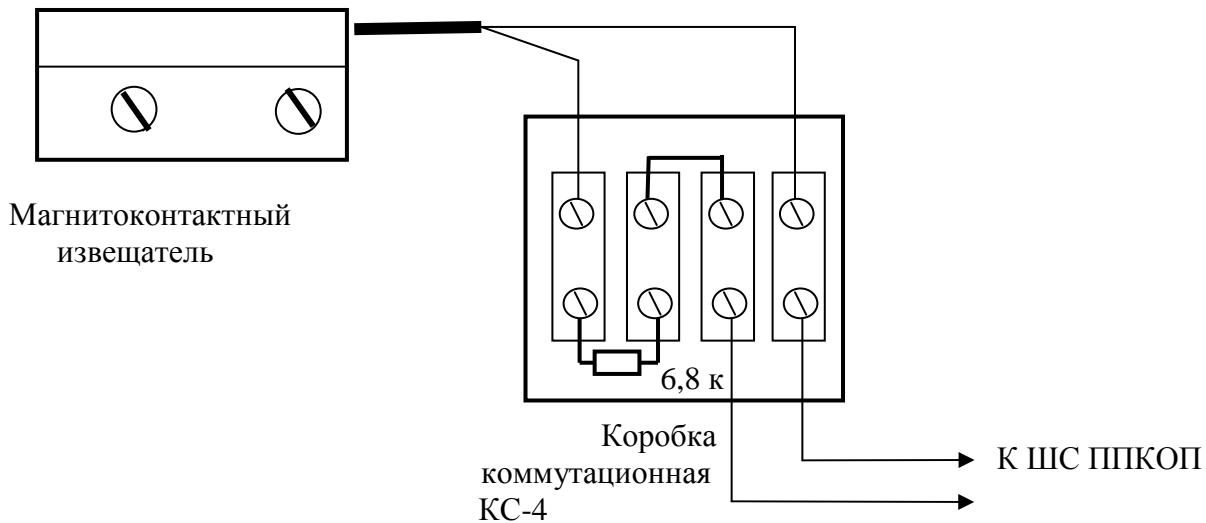 Магнитоконтактный
извещатель
6,8 к
Коробка
коммутационная
КС-4
К ШС ППКОП